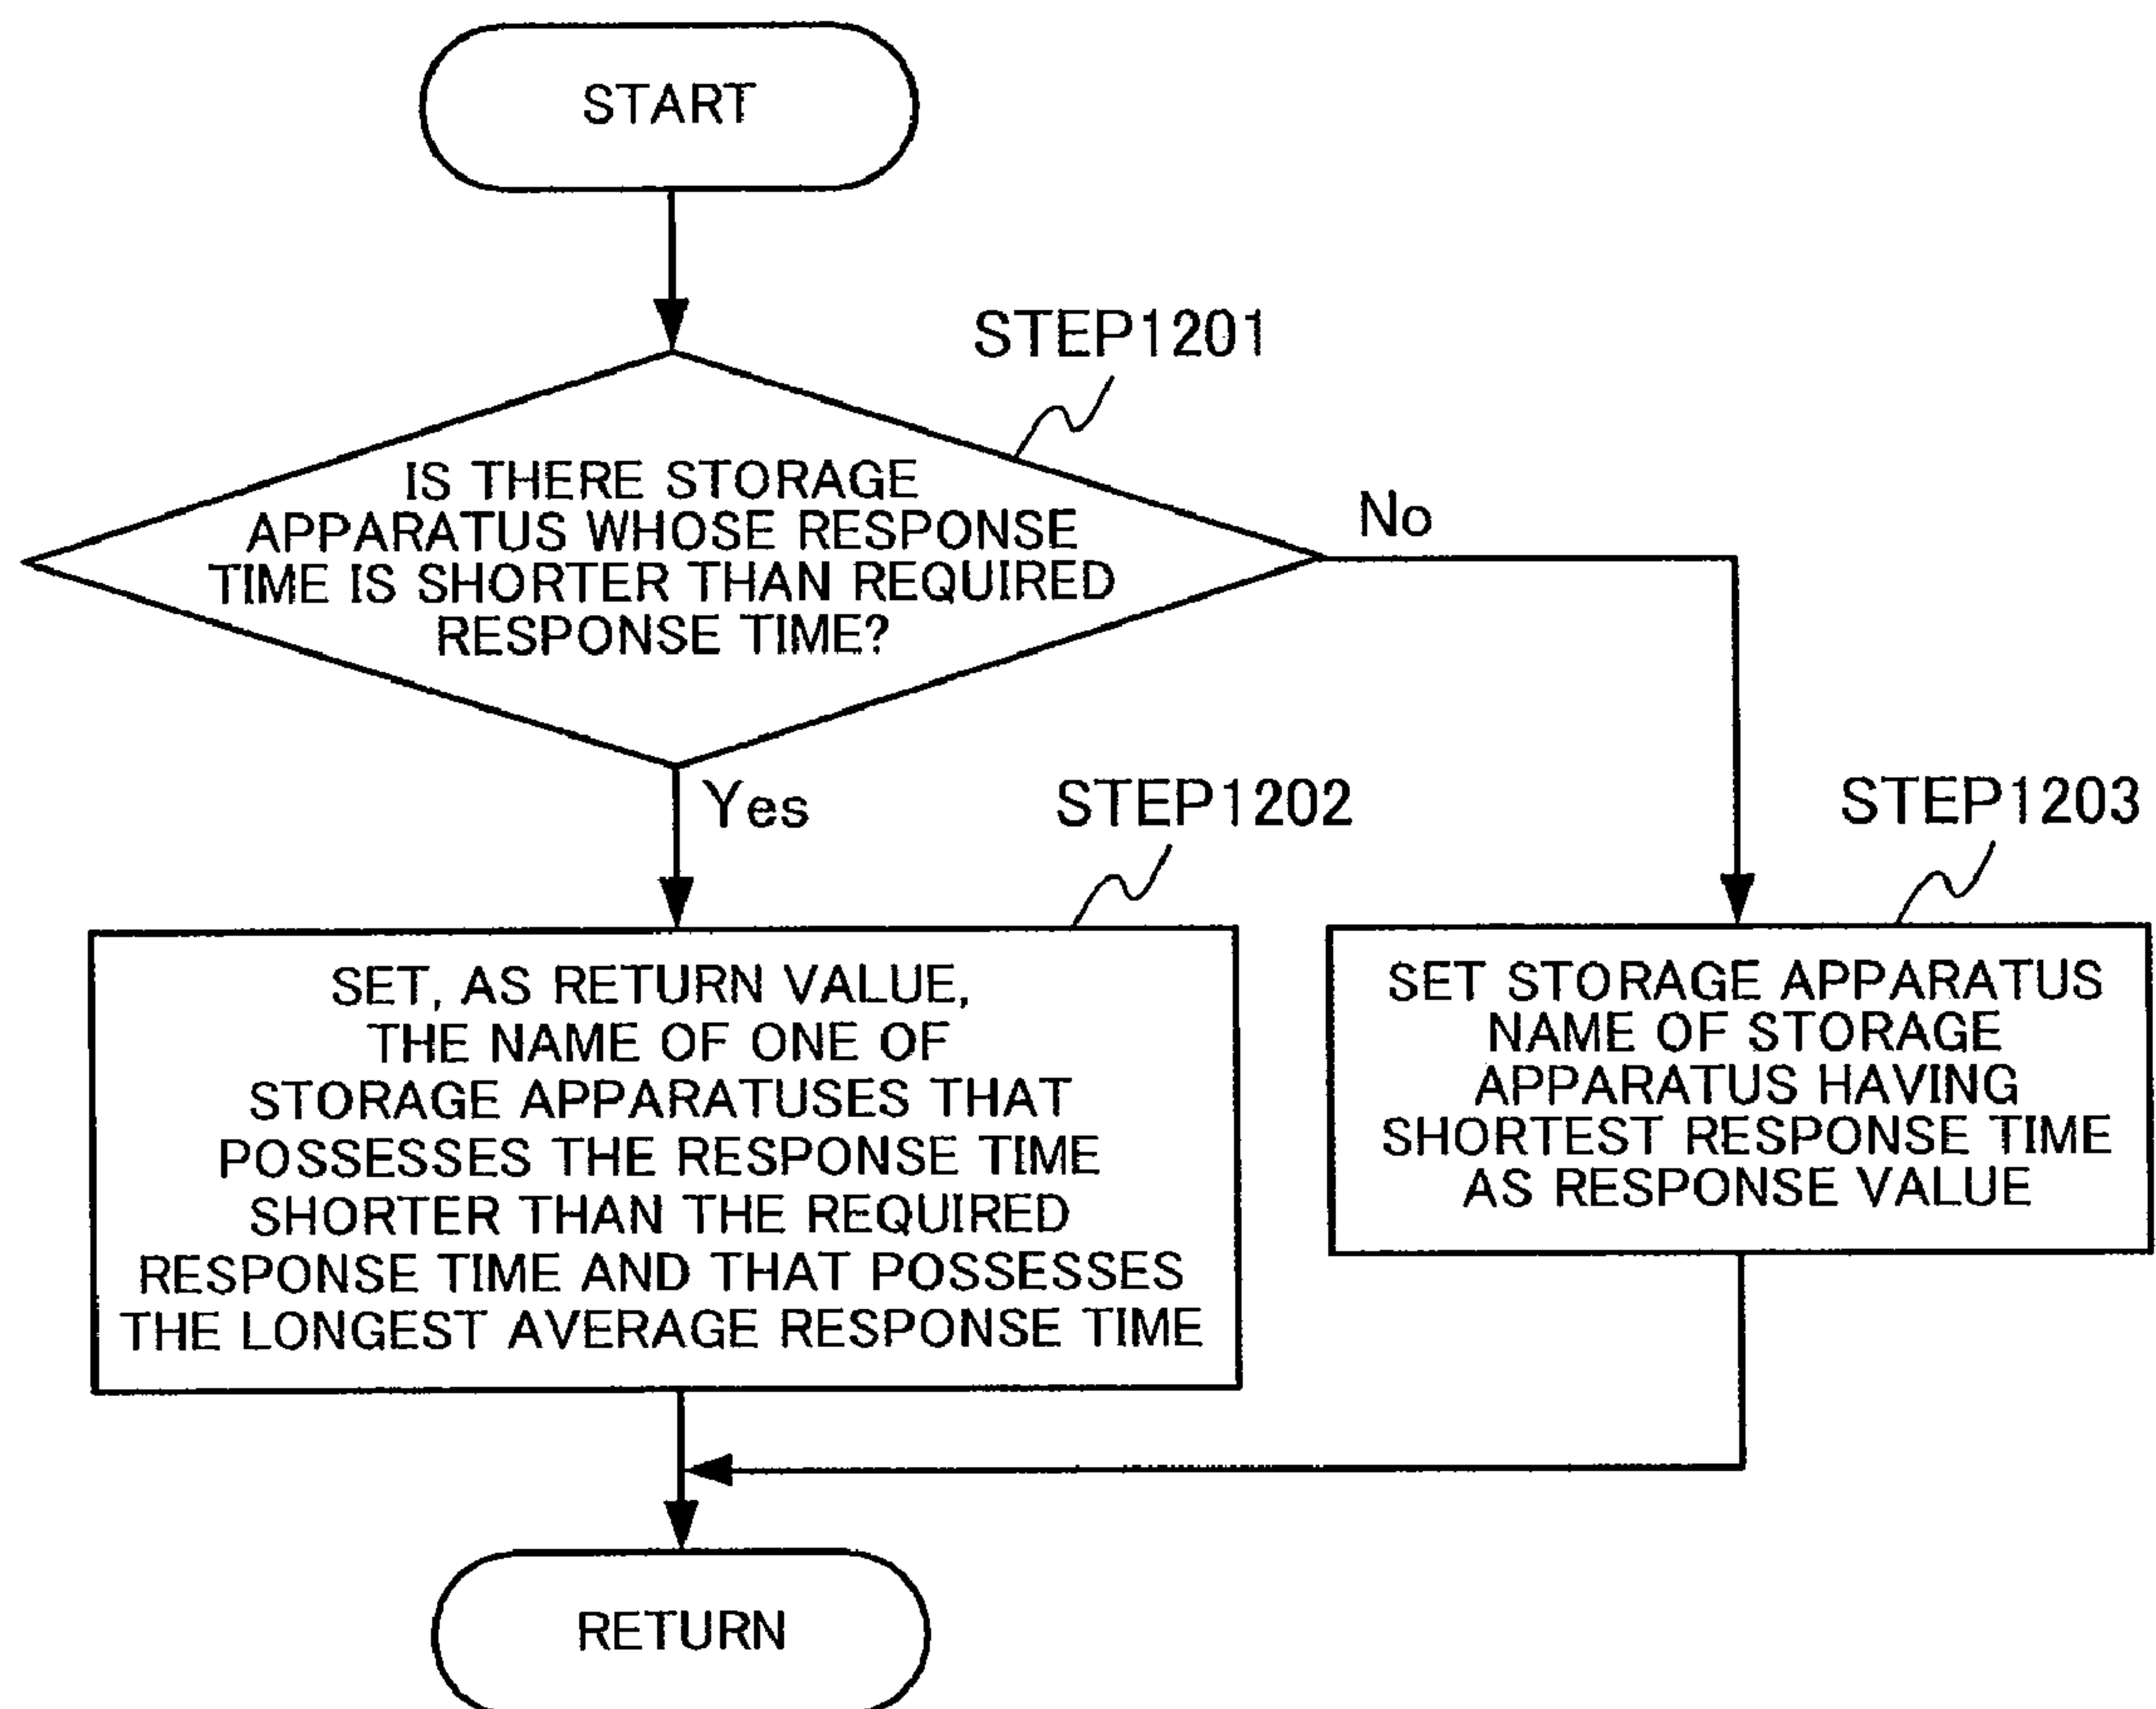 START
STEP1201
IS THERE STORAGE
APPARATUS WHOSE RESPONSE
TIME IS SHORTER THAN REQUIRED
RESPONSE TIME?
No
Yes
STEP1202
SET, AS RETURN VALUE,
THE NAME OF ONE OF
STORAGE APPARATUSES THAT
POSSESSES THE RESPONSE TIME
SHORTER THAN THE REQUIRED
RESPONSE TIME AND THAT POSSESSES
THE LONGEST AVERAGE RESPONSE TIME
STEP1203
SET STORAGE APPARATUS
NAME OF STORAGE
APPARATUS HAVING
SHORTEST RESPONSE TIME
AS RESPONSE VALUE
RETURN